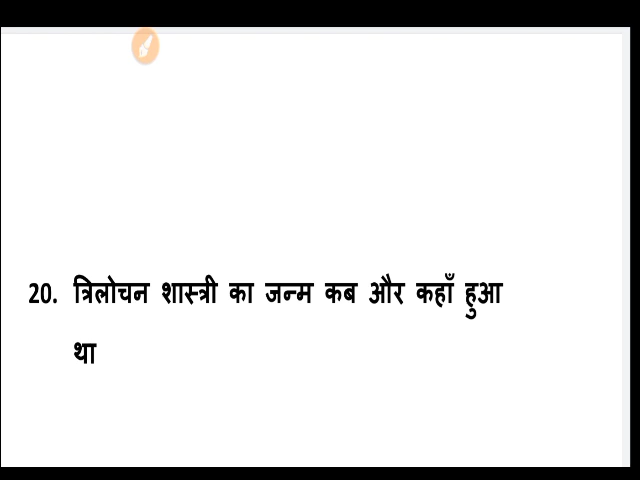 20. त्रिलोचन शास्त्री का जन्म कब और कहाँ हुआ
था